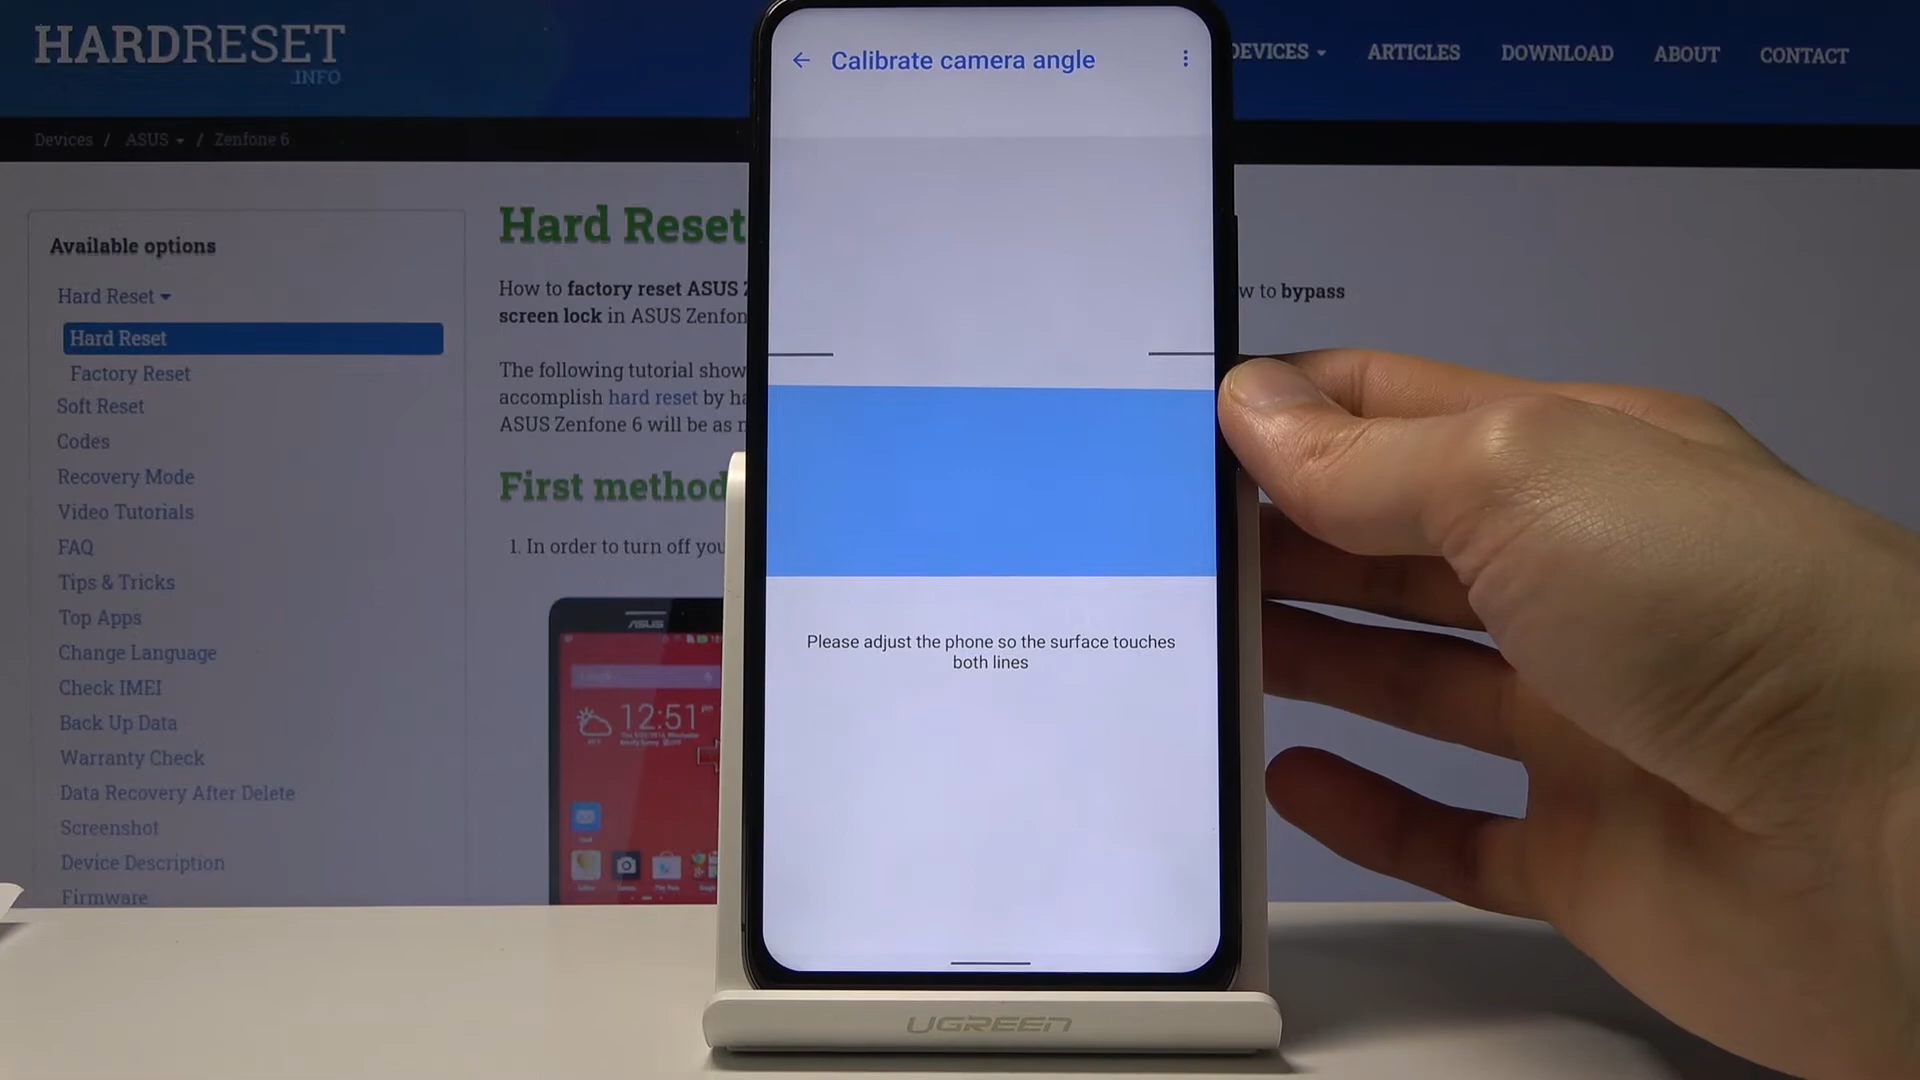 HARDRESET
.INFO
DEVICES
ARTICLES
DOWNLOAD
ABOUT
CONTACT
Devices / ASUS / Zenfone 6
Available options
Hard Reset
Hard Reset
Factory Reset
Soft Reset
Codes
Recovery Mode
Video Tutorials
FAQ
Tips & Tricks
Top Apps
Change Language
Check IMEI
Back Up Data
Warranty Check
Data Recovery After Delete
Screenshot
Device Description
Firmware
Hard Reset
How to factory reset ASUS
to bypass
screen lock in ASUS
The following tutorial
accomplish hard reset by
ASUS Zenfone 6 will be as
First method
1. In order to turn off
ASUS
12:51
Calibrate camera angle
Please adjust the phone so the surface touches
both lines
UGREEN